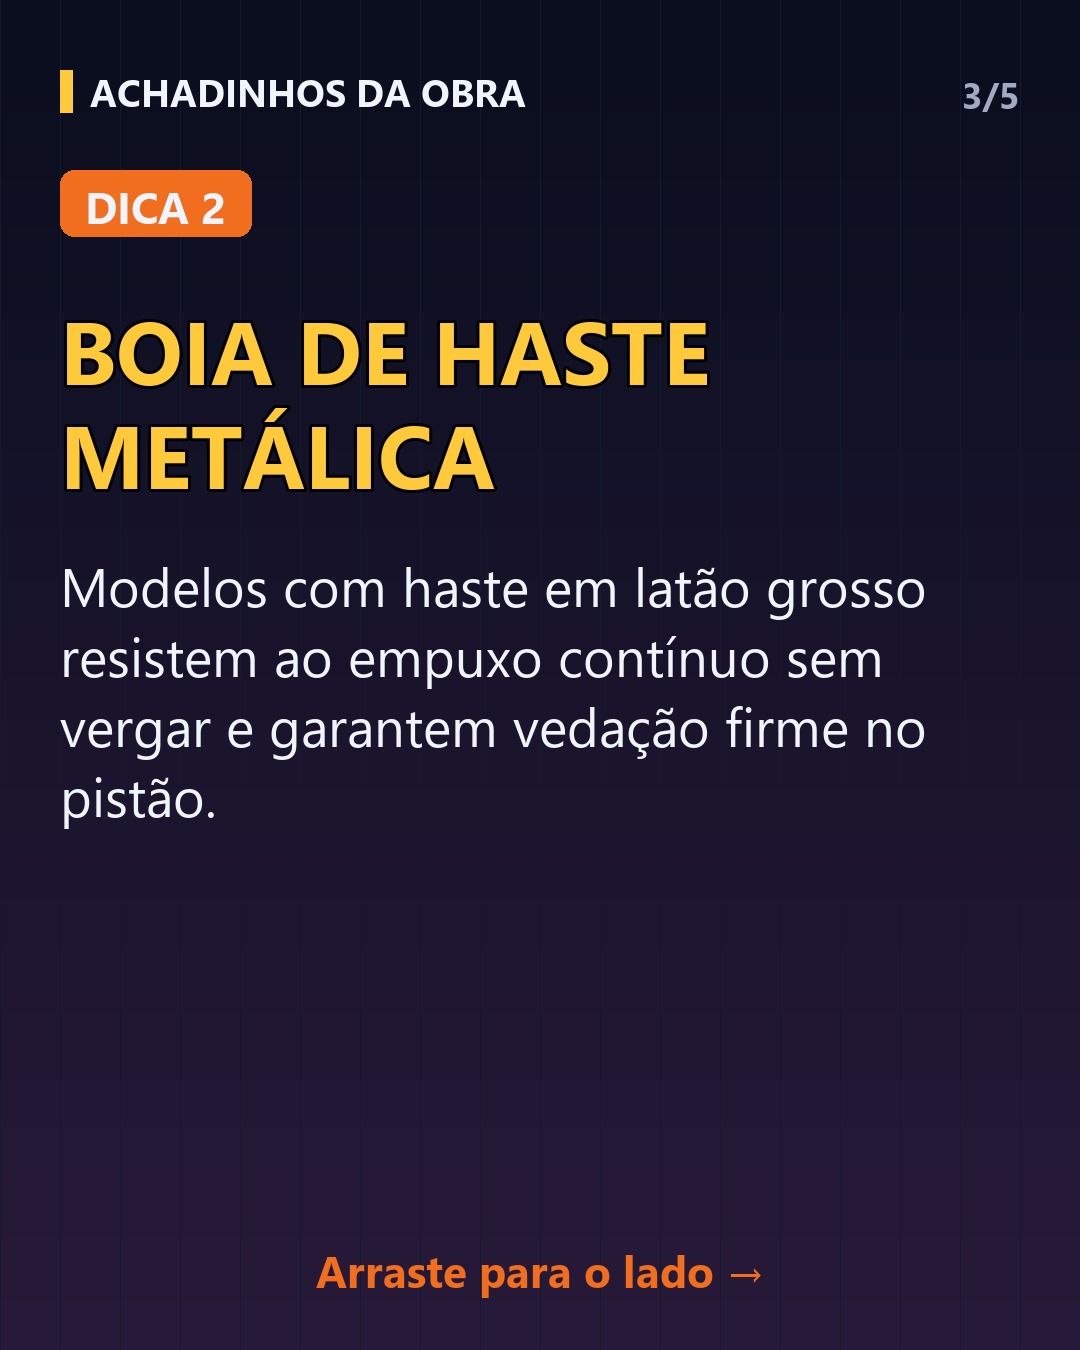 ACHADINHOS DA OBRA
3/5
DICA 2
BOIA DE HASTE
METÁLICA
Modelos com haste em latão grosso
resistem ao empuxo contínuo sem
vergar e garantem vedação firme no
pistão.
Arraste para o lado →